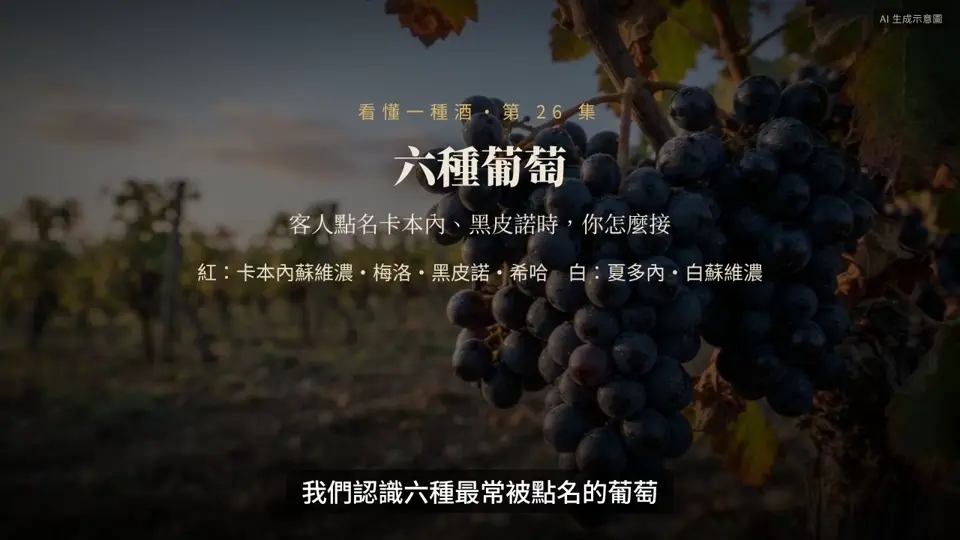 AI 生成示意圖
看懂一種酒·第 26 集
六種葡萄
客人點名卡本內、黑皮諾時，你怎麼接
紅：卡本內蘇維濃·梅洛·黑皮諾·希哈　白：夏多內·白蘇維濃
我們認識六種最常被點名的葡萄